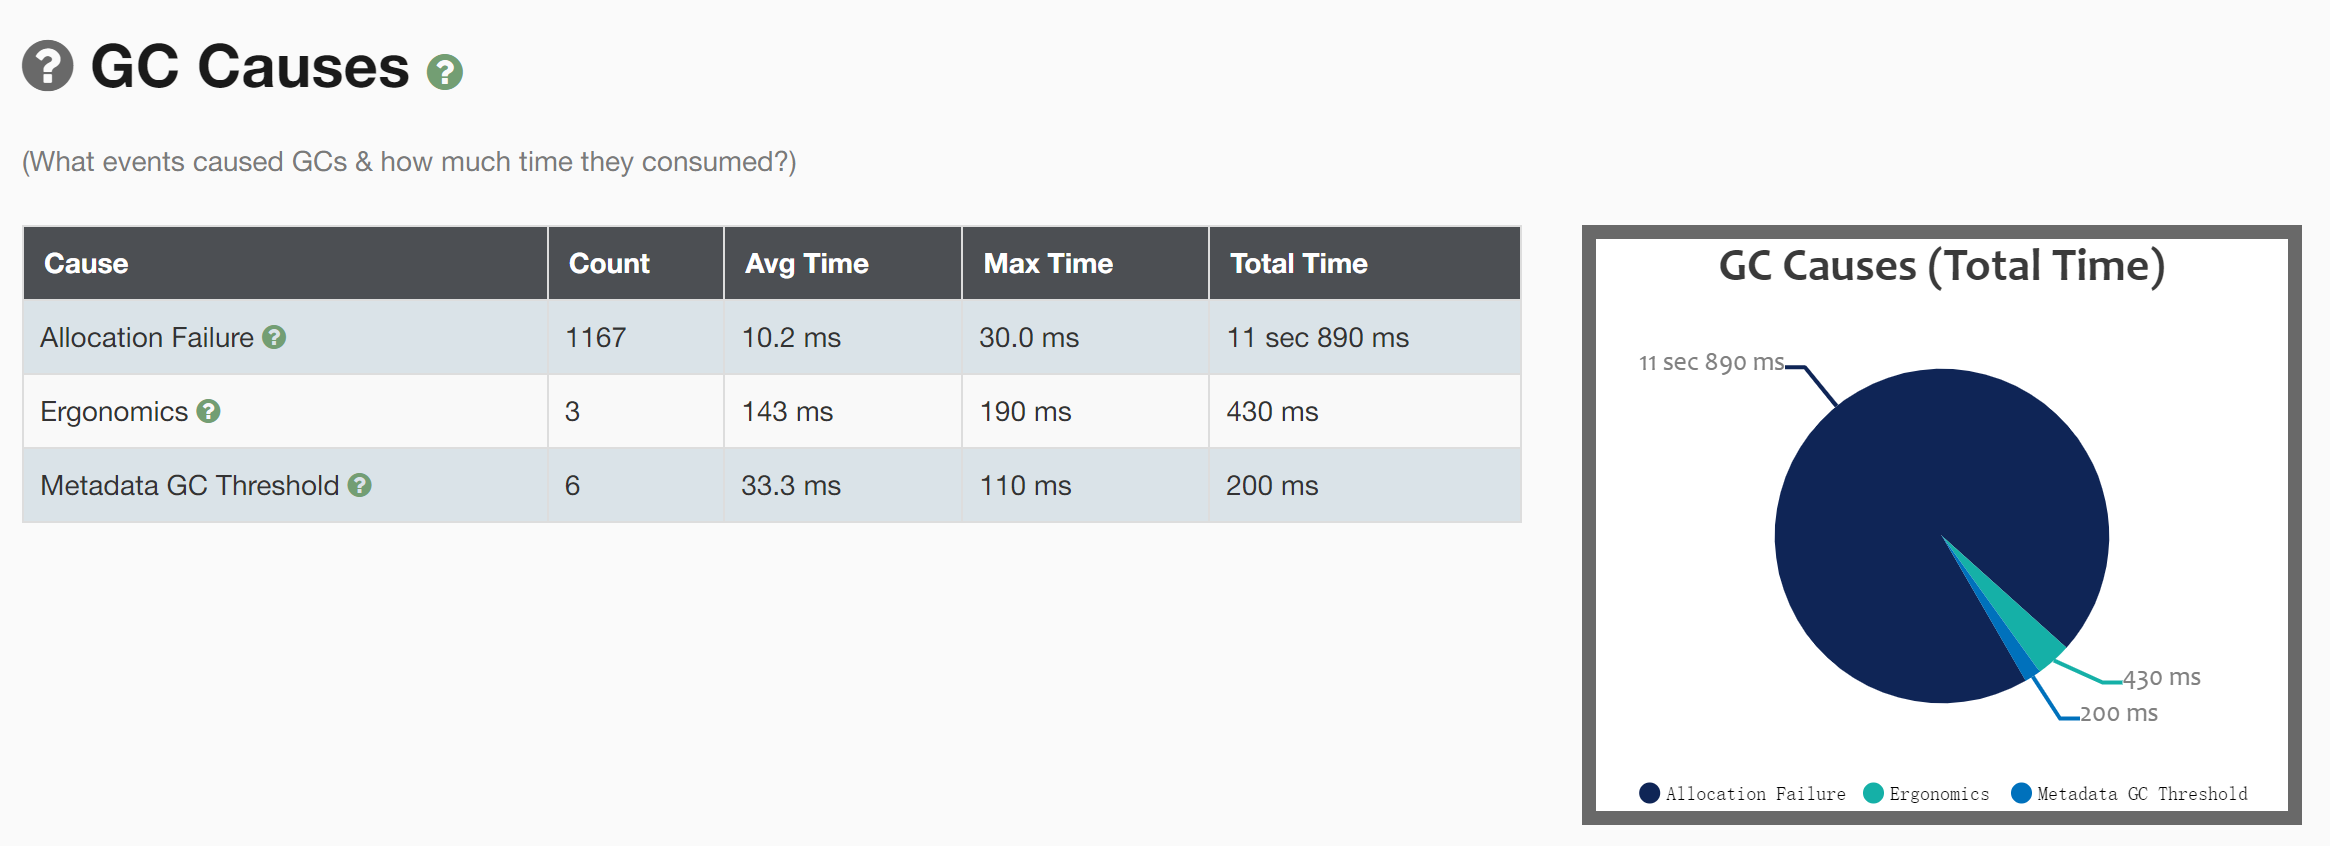 GC Causes
(What events caused GCs & how much time they consumed?)
Cause Count Avg Time Max Time Total Time
Allocation Failure 1167 10.2 ms 30.0 ms 11 sec 890 ms
Ergonomics 3 143 ms 190 ms 430 ms
Metadata GC Threshold 6 33.3 ms 110 ms 200 ms
GC Causes (Total Time)
11 sec 890 ms
430 ms
200 ms
Allocation Failure Ergonomics Metadata GC Threshold